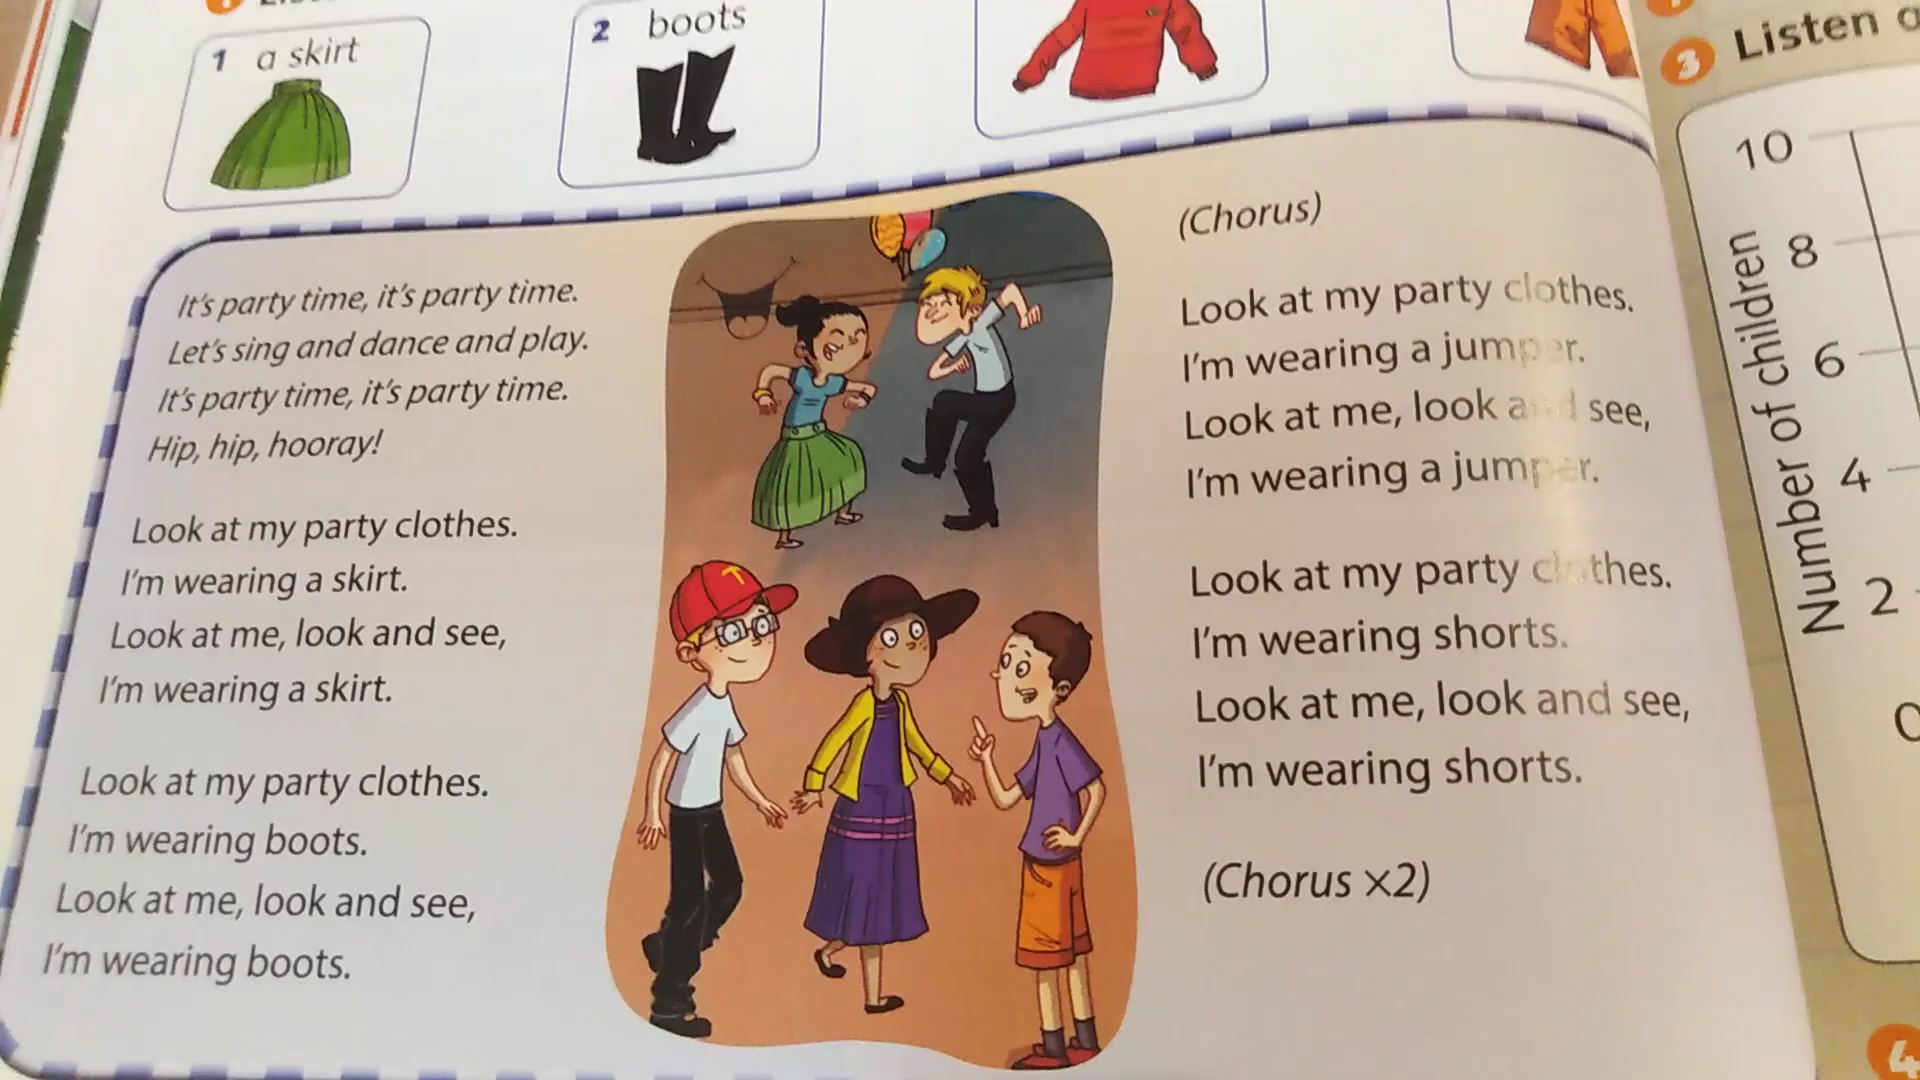 1 a skirt
2 boots
It's party time, it's party time.
Let's sing and dance and play.
It's party time, it's party time.
Hip, hip, hooray!
Look at my party clothes.
I'm wearing a skirt.
Look at me, look and see,
I'm wearing a skirt.
Look at my party clothes.
I'm wearing boots.
Look at me, look and see,
I'm wearing boots.
T
(Chorus)
Look at my party clothes.
I'm wearing a jumper.
Look at me, look and see,
I'm wearing a jumper.
Look at my party clothes.
I'm wearing shorts.
Look at me, look and see,
I'm wearing shorts.
(Chorus ×2)
3 Listen
Number of children
10
8
6
4
2
0
4